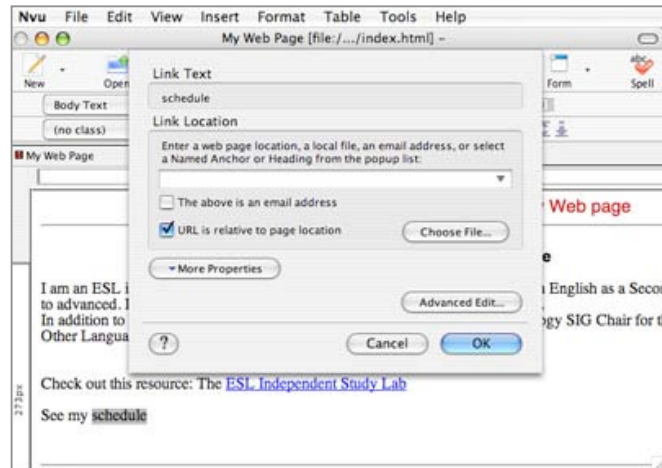 Nvu File Edit View Insert Format Table Tools Help
My Web Page [file:/.../index.html] –
New Open Form Spell
Link Text
schedule
Link Location
Enter a web page location, a local file, an email address, or select
a Named Anchor or Heading from the popup list:
The above is an email address
URL is relative to page location Choose File...
More Properties
Advanced Edit...
? Cancel OK
Body Text
(no class)
My Web Page
Web page
I am an ESL English as a Secon
to advanced.
In addition to SIG Chair for
Other
Check out this resource: The ESL Independent Study Lab
See my schedule
273px